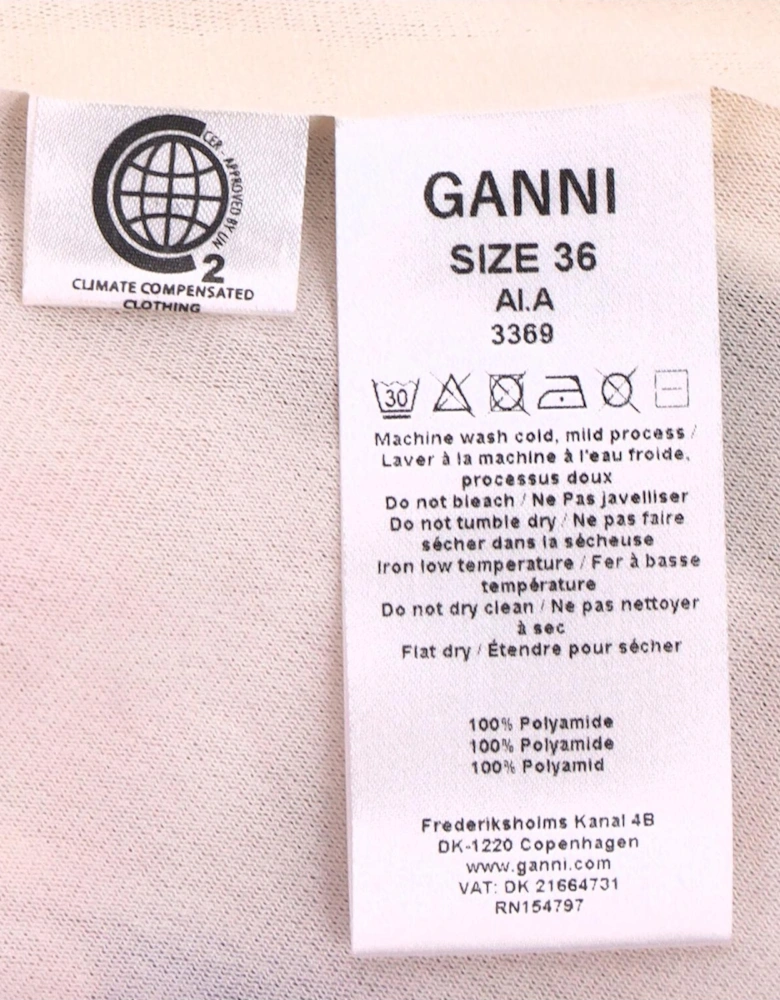 CER - APPROVED BY UN
2
CLIMATE COMPENSATED
CLOTHING
GANNI
SIZE 36
AI.A
3369
30
Machine wash cold, mild process /
Laver à la machine à l'eau froide,
processus doux
Do not bleach / Ne Pas javelliser
Do not tumble dry / Ne pas faire
sécher dans la sècheuse
Iron low temperature / Fer à basse
température
Do not dry clean / Ne pas nettoyer
à sec
Flat dry / Étendre pour sécher
100% Polyamide
100% Polyamide
100% Polyamid
Frederiksholms Kanal 4B
DK-1220 Copenhagen
www.ganni.com
VAT: DK 21664731
RN154797